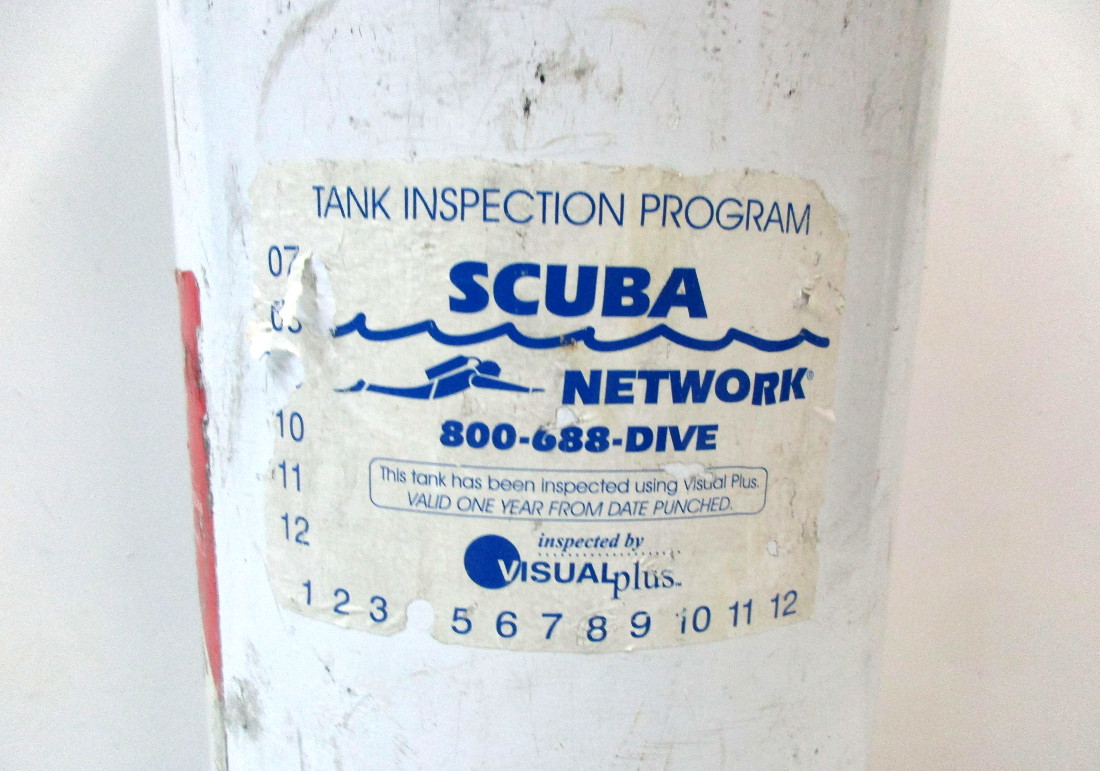 TANK INSPECTION PROGRAM
07
SCUBA
08
NETWORK®
10
800-688-DIVE
11
This tank has been inspected using Visual Plus.
VALID ONE YEAR FROM DATE PUNCHED.
12
inspected by
VISUALplus™
1 2 3 5 6 7 8 9 10 11 12